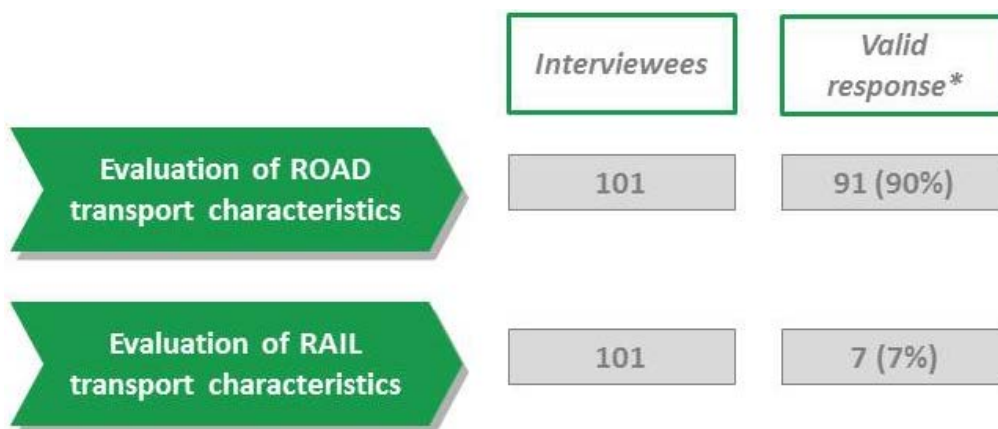 Interviewees
Valid
response*
Evaluation of ROAD
transport characteristics
101
91 (90%)
Evaluation of RAIL
transport characteristics
101
7 (7%)